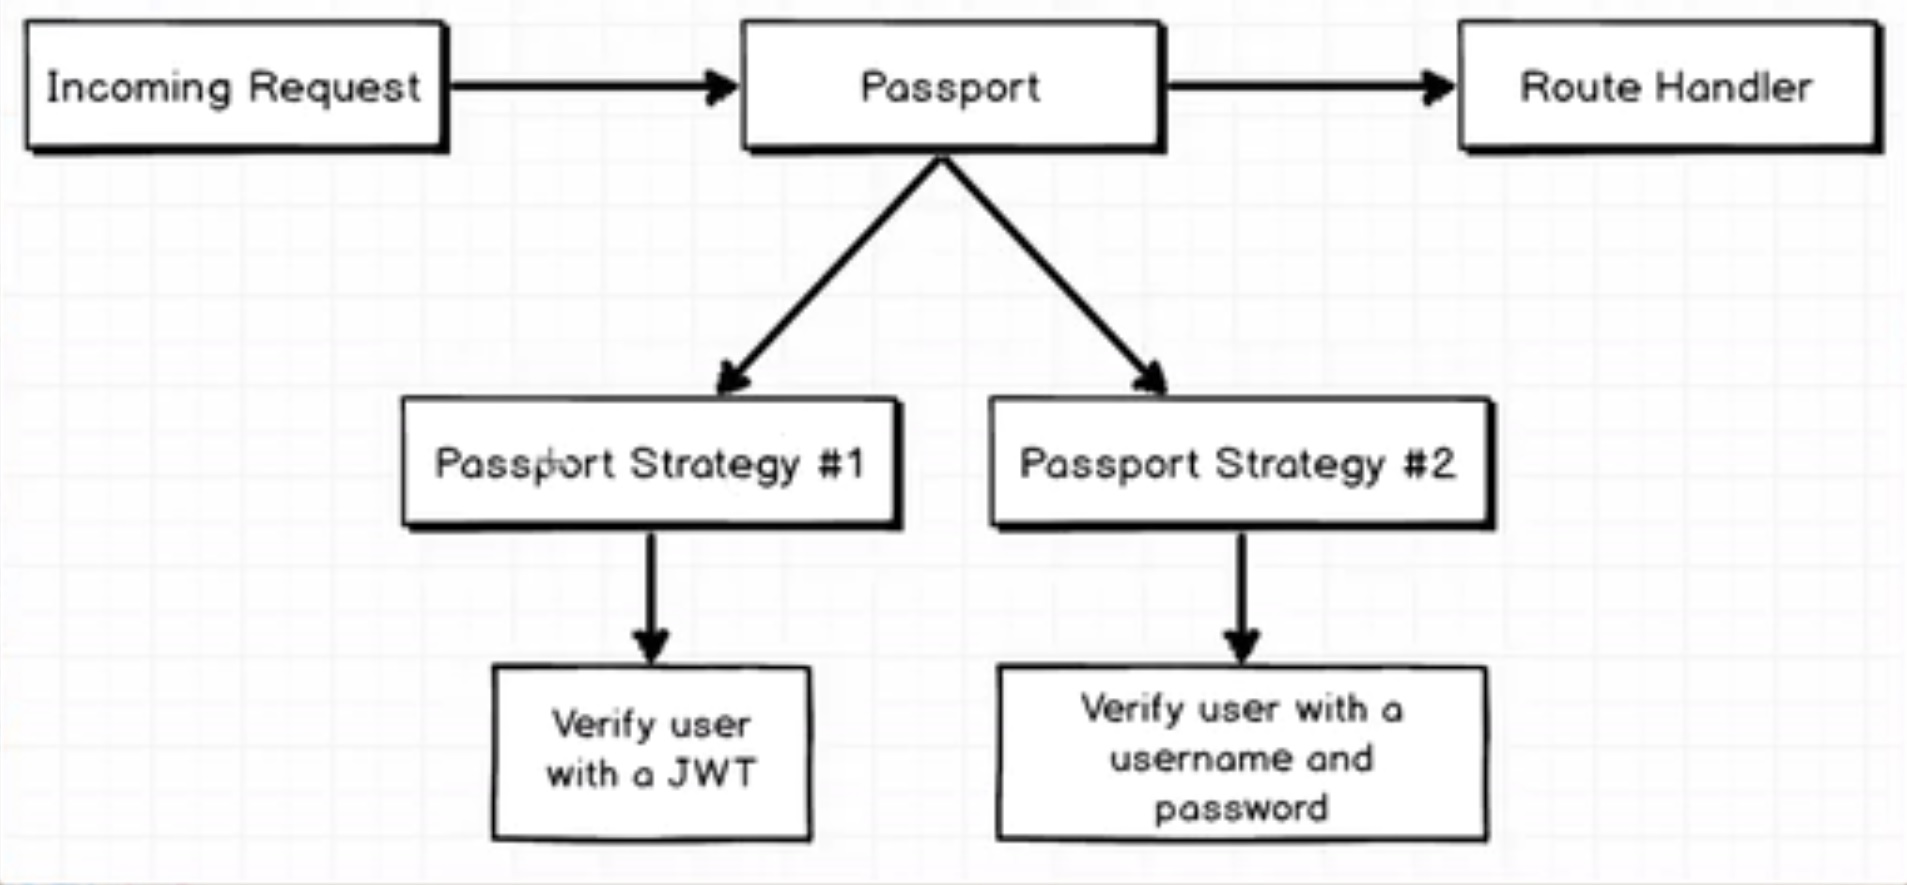 Incoming Request
Passport
Route Handler
Passport Strategy #1
Passport Strategy #2
Verify user
with a JWT
Verify user with a
username and
password